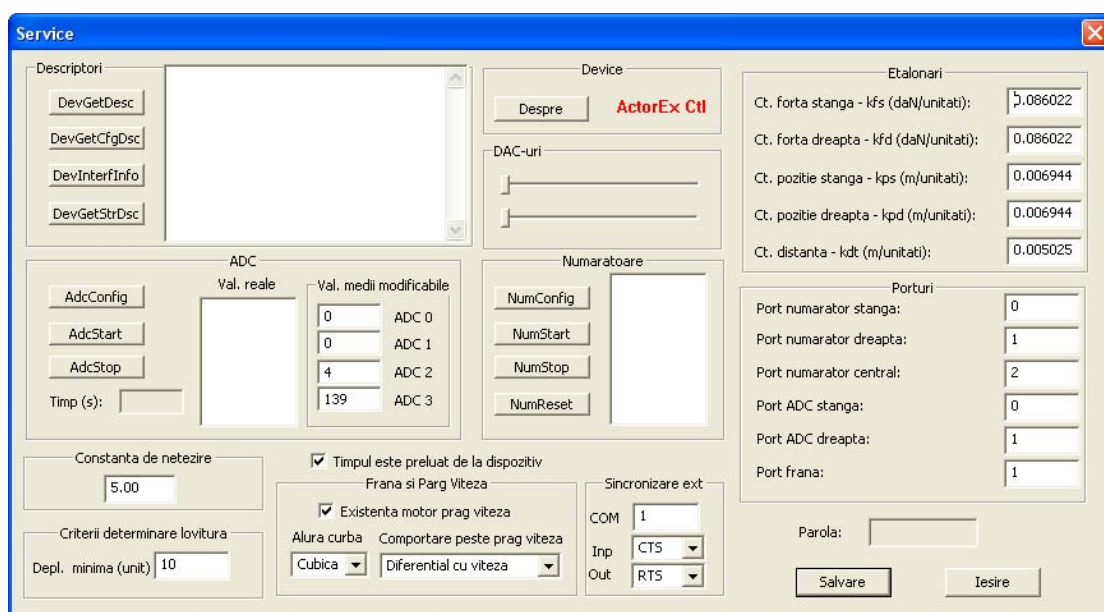 Service
Descriptori
DevGetDesc
DevGetCfgDsc
DevInterfInfo
DevGetStrDsc
Device
Despre
ActorEx Ctl
DAC-uri
Etalonari
Ct. forta stanga - kfs (daN/unitati):
0.086022
Ct. forta dreapta - kfd (daN/unitati):
0.086022
Ct. pozitie stanga - kps (m/unitati):
0.006944
Ct. pozitie dreapta - kpd (m/unitati):
0.006944
Ct. distanta - kdt (m/unitati):
0.005025
ADC
AdcConfig
AdcStart
AdcStop
Timp (s):
Val. reale
Val. medii modificabile
0 ADC 0
0 ADC 1
4 ADC 2
139 ADC 3
Numaratoare
NumConfig
NumStart
NumStop
NumReset
Porturi
Port numarator stanga: 0
Port numarator dreapta: 1
Port numarator central: 2
Port ADC stanga: 0
Port ADC dreapta: 1
Port frana: 1
Constanta de netezire
5.00
Criterii determinare lovitura
Depl. minima (unit) 10
Timpul este preluat de la dispozitiv
Frana si Parg Viteza
Existenta motor prag viteza
Alura curba
Cubica
Comportare peste prag viteza
Diferential cu viteza
Sincronizare ext
COM 1
Inp CTS
Out RTS
Parola:
Salvare
Iesire